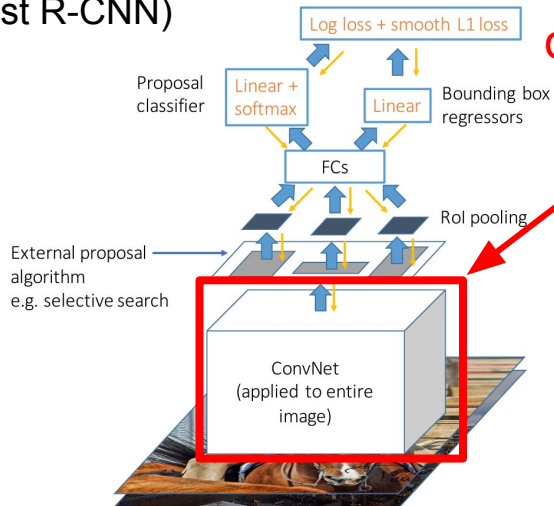 st R-CNN)
Log loss + smooth L1 loss
Proposal
classifier
Linear +
softmax
Linear
Bounding box
regressors
FCs
RoI pooling
External proposal
algorithm
e.g. selective search
ConvNet
(applied to entire
image)